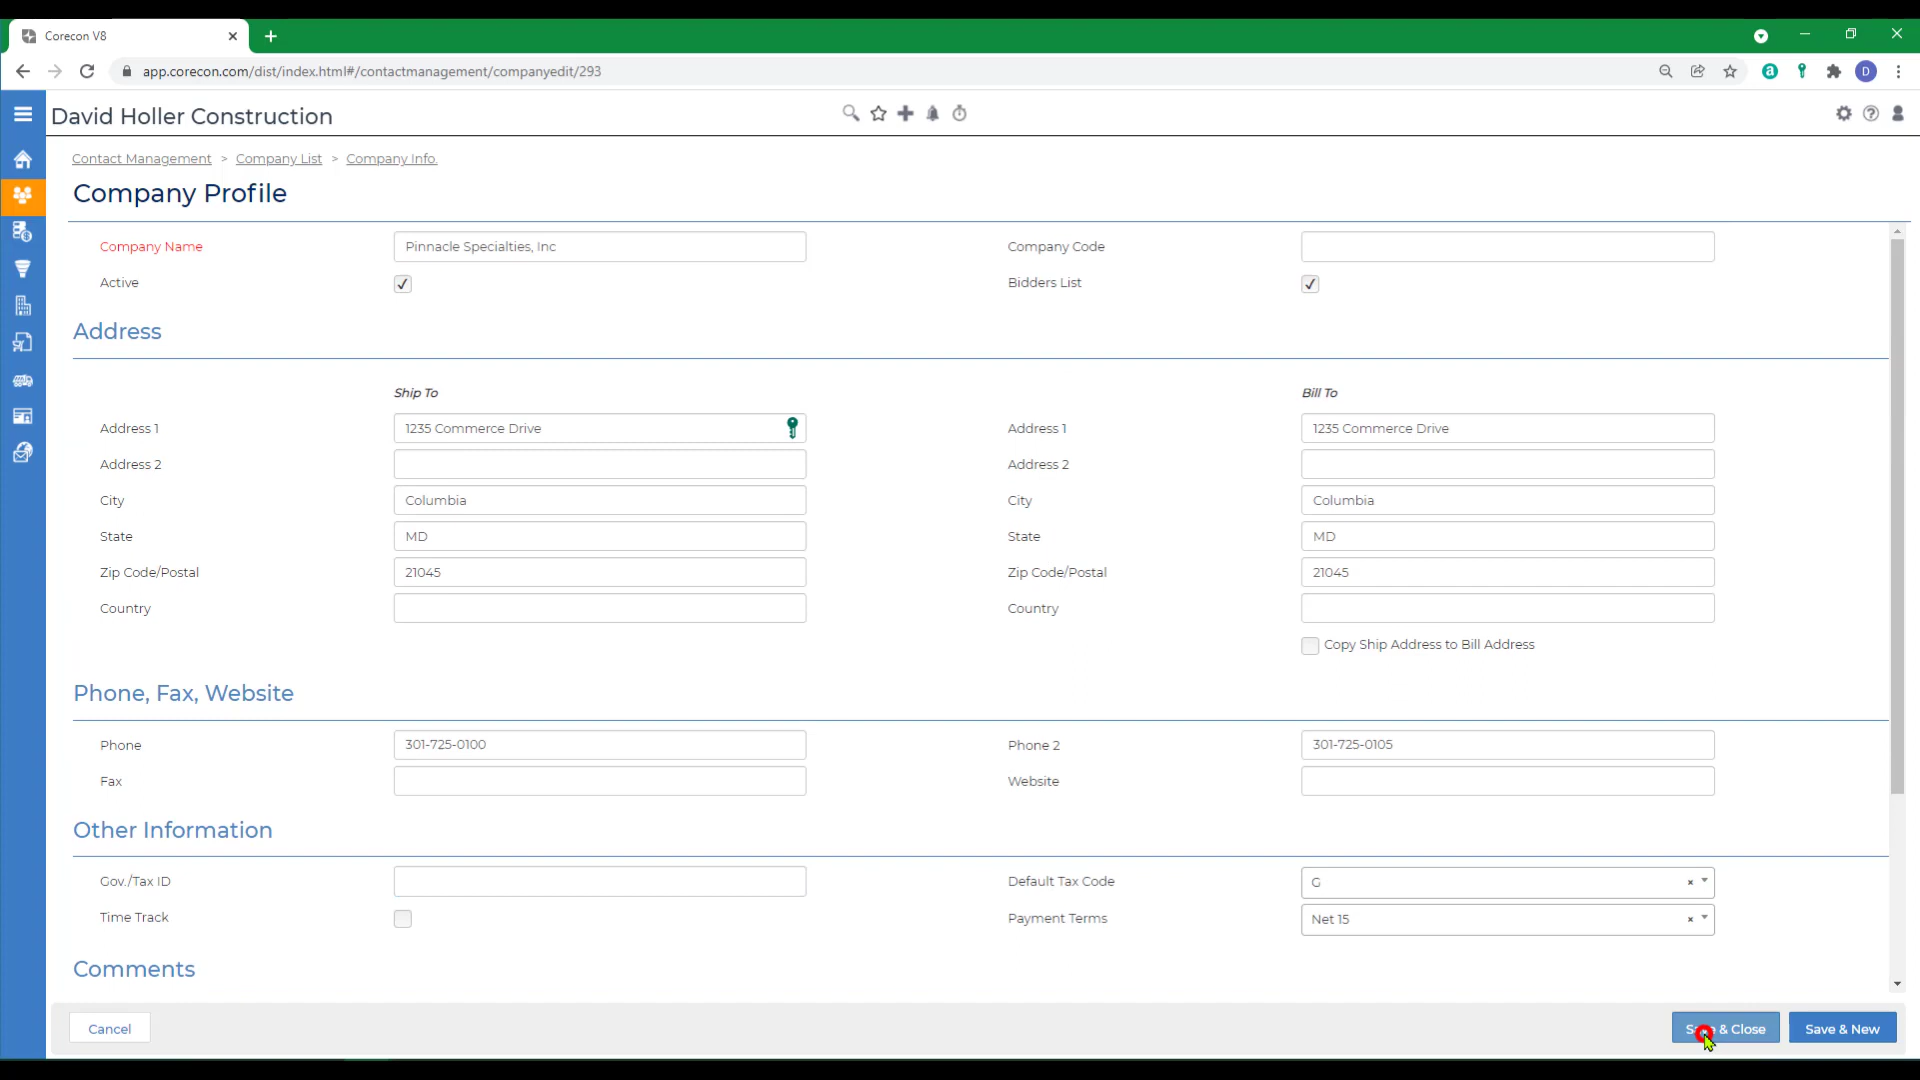 Corecon V8
app.corecon.com/dist/index.html#/contactmanagement/companyedit/293
D
David Holler Construction
Contact Management > Company List > Company Info.
Company Profile
Company Name Pinnacle Specialties, Inc Company Code
Active Bidders List
Address
Ship To Bill To
Address 1 1235 Commerce Drive Address 1 1235 Commerce Drive
Address 2 Address 2
City Columbia City Columbia
State MD State MD
Zip Code/Postal 21045 Zip Code/Postal 21045
Country Country
Copy Ship Address to Bill Address
Phone, Fax, Website
Phone 301-725-0100 Phone 2 301-725-0105
Fax Website
Other Information
Gov./Tax ID Default Tax Code G
Time Track Payment Terms Net 15
Comments
Cancel Save & Close Save & New